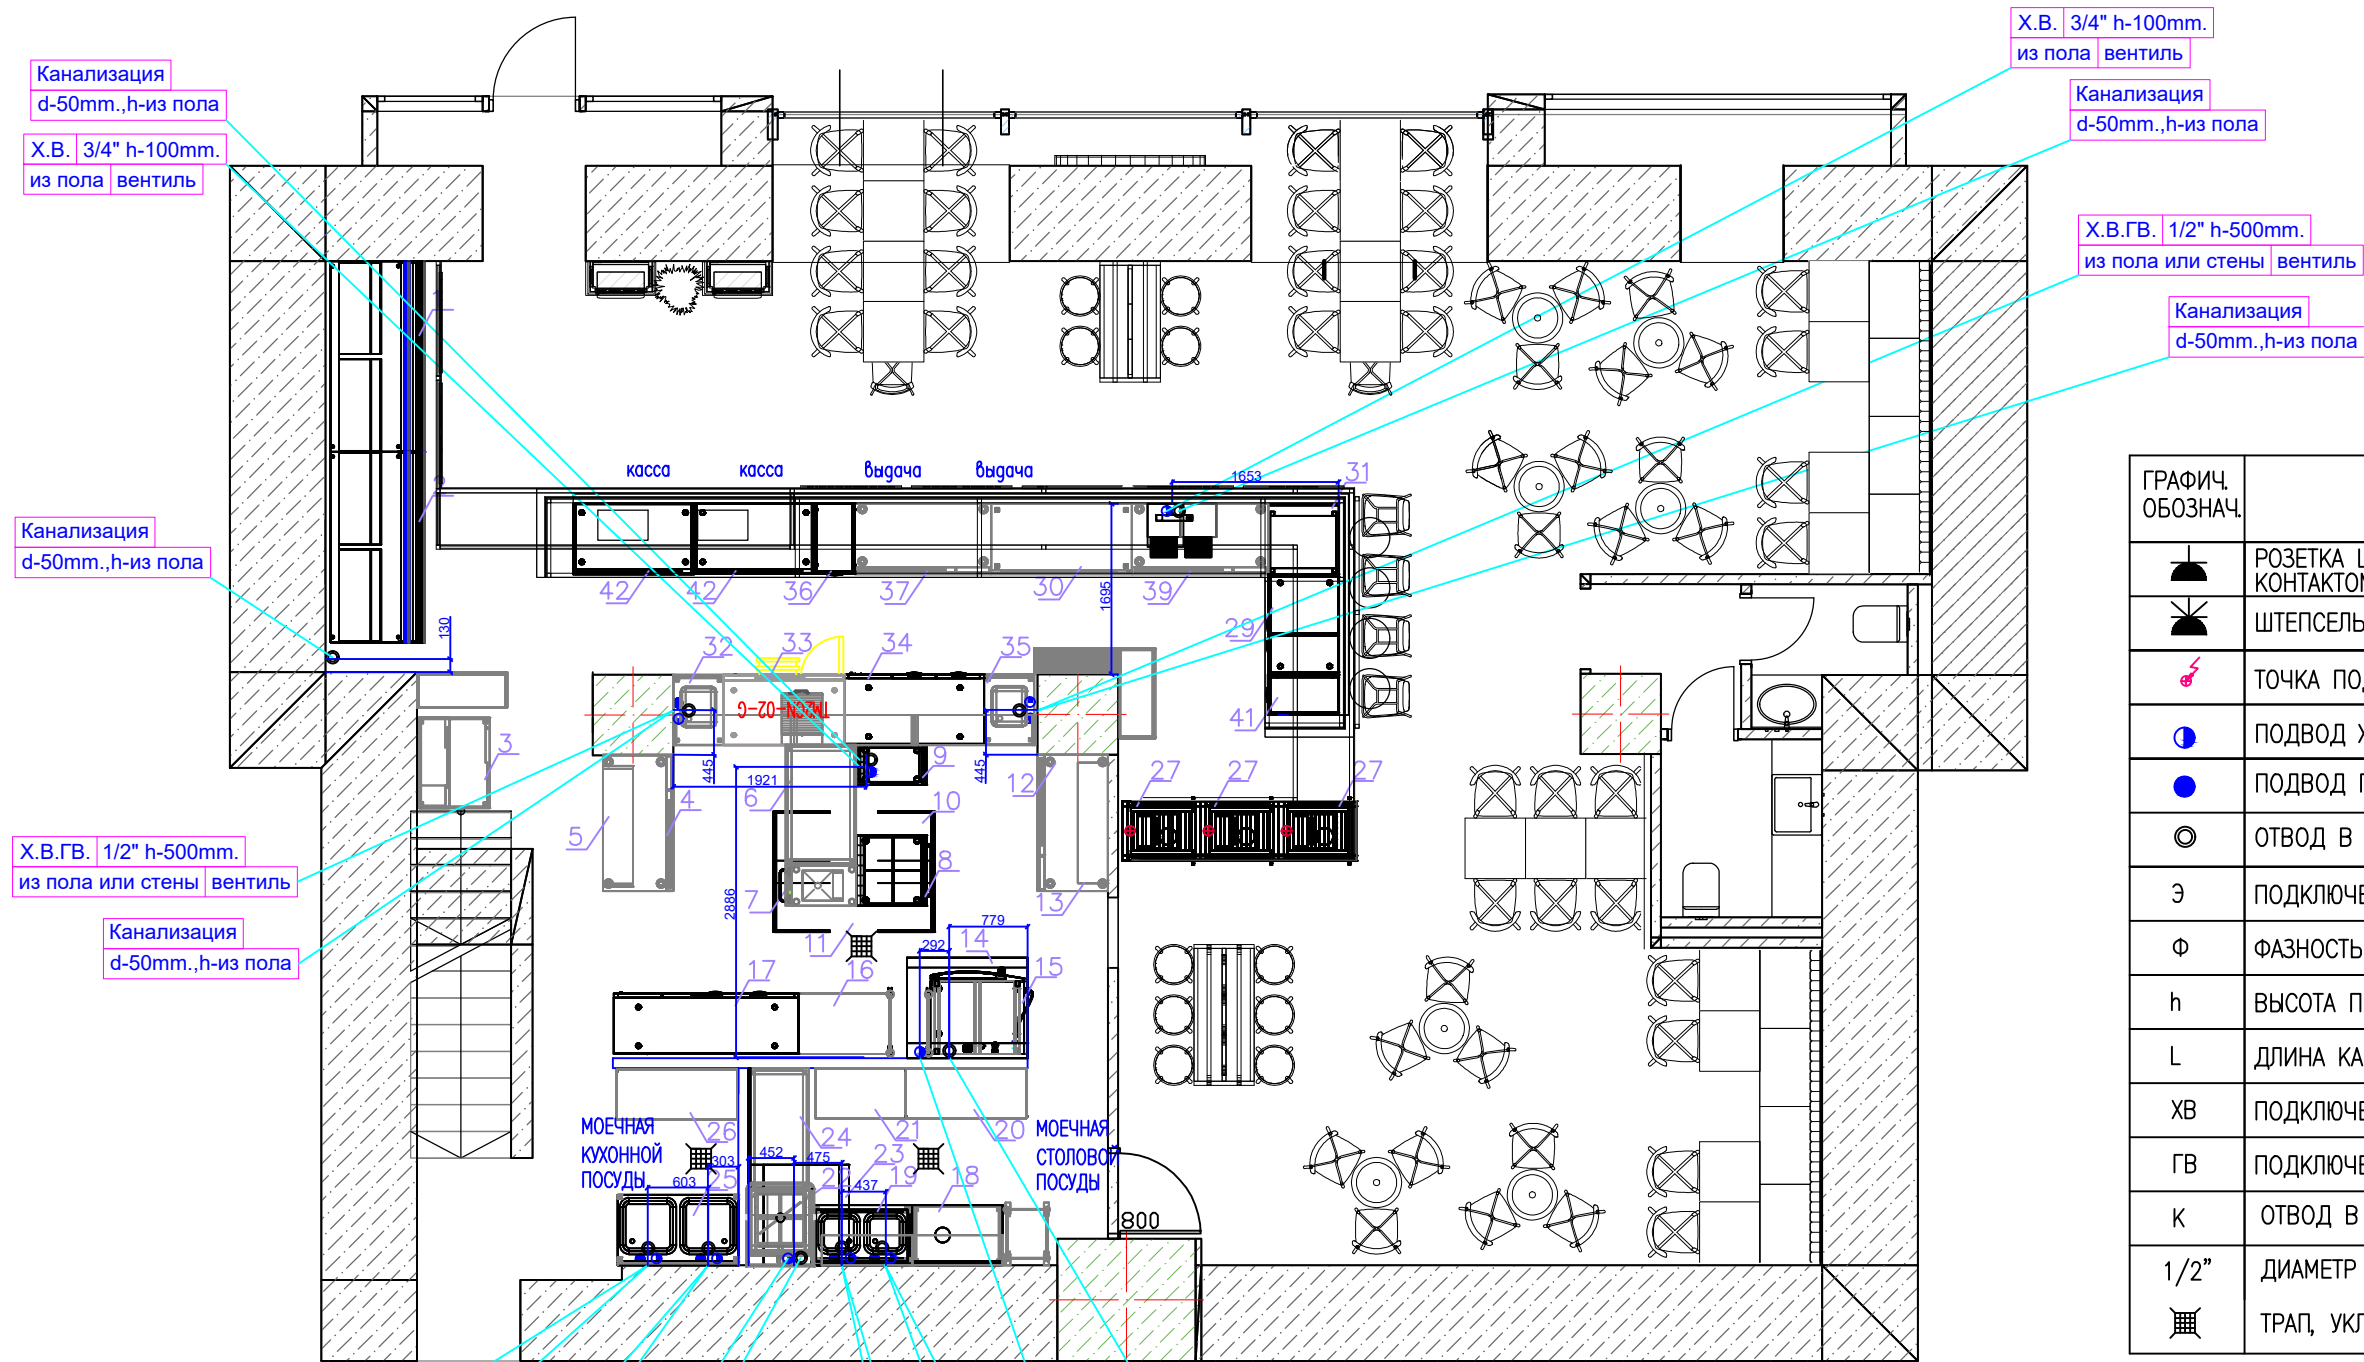 Канализация
d-50mm.,h-из пола
Х.В. 3/4" h-100mm.
из пола вентиль
Х.В. 3/4" h-100mm.
из пола вентиль
Канализация
d-50mm.,h-из пола
Х.В.ГВ. 1/2" h-500mm.
из пола или стены вентиль
Канализация
d-50mm.,h-из пола
касса касса выдача выдача
1653 31
42 42 36 37 30 39
1695
29
41
Канализация
d-50mm.,h-из пола
130
32 33 34 35
TM2CN-02-G
3
445 1921 445
9
6
10
12
4
5
27 27 27
8
7
13
2886
11
779
292 14
17 16 15
Х.В.ГВ. 1/2" h-500mm.
из пола или стены вентиль
Канализация
d-50mm.,h-из пола
МОЕЧНАЯ
КУХОННОЙ
ПОСУДЫ
26 24 21 20
МОЕЧНАЯ
СТОЛОВОЙ
ПОСУДЫ
303 452 475 23
603 25 22 437 19 18
800
ГРАФИЧ.
ОБОЗНАЧ.
РОЗЕТКА
КОНТАКТОМ
ШТЕПСЕЛЬ
ТОЧКА
ПОДВОД
ПОДВОД
ОТВОД В
Э
Ф ФАЗНОСТЬ
h ВЫСОТА
L ДЛИНА
ХВ
ГВ
К ОТВОД В
1/2" ДИАМЕТР
ТРАП,